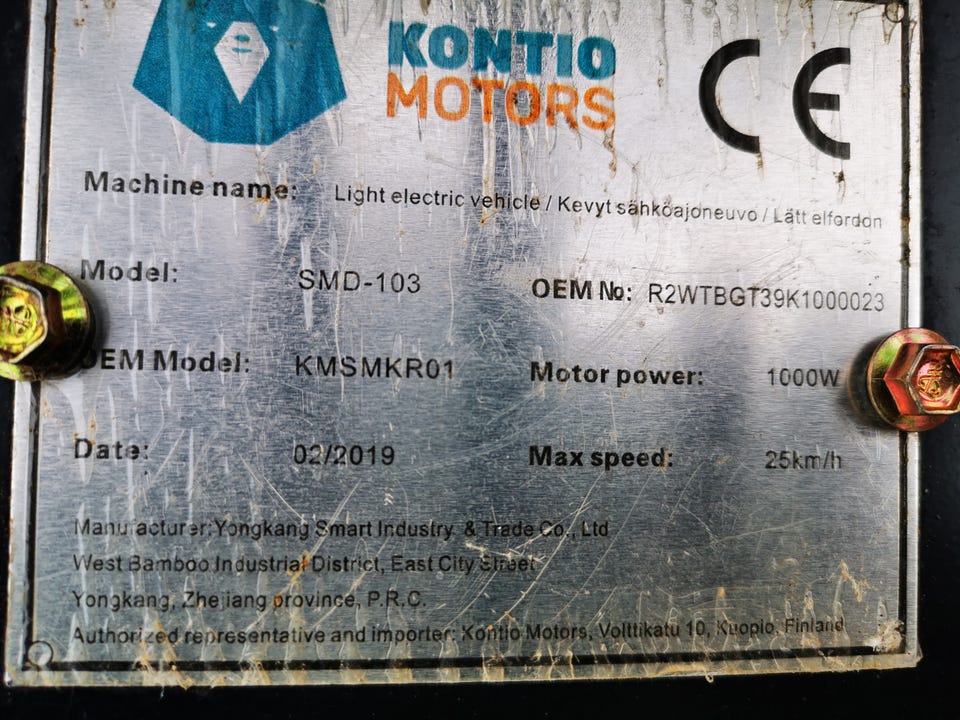 KONTIO
MOTORS
CE
Machine name: Light electric vehicle / Kevyt sähköajoneuvo / Lätt elfordon
Model: SMD-103 OEM №: R2WTBGT39K1000023
OEM Model: KMSMKR01 Motor power: 1000W
Date: 02/2019 Max speed: 25km/h
Manufacturer:Yongkang Smart Industry & Trade Co., Ltd
West Bamboo Industrial District, East City Street
Yongkang, Zhejiang province, P.R.C.
Authorized representative and importer: Kontio Motors, Volttikatu 10, Kuopio, Finland